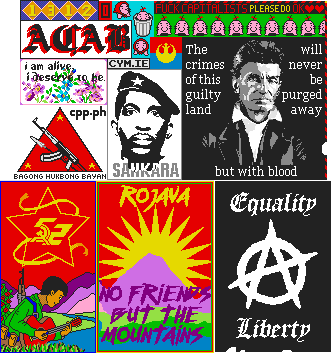 1312
FUCK CAPITALISTS PLEASE DO
OK
ACAB
i am alive,
i deserve to be.
CYM.IE
SANKARA
The will
crimes never
of this be
guilty purged
land away
but with blood
cpp.ph
BAGONG HUKBONG BAYAN
52
ROJAVA
NO FRIENDS
BUT THE
MOUNTAINS
Equality
A
Liberty